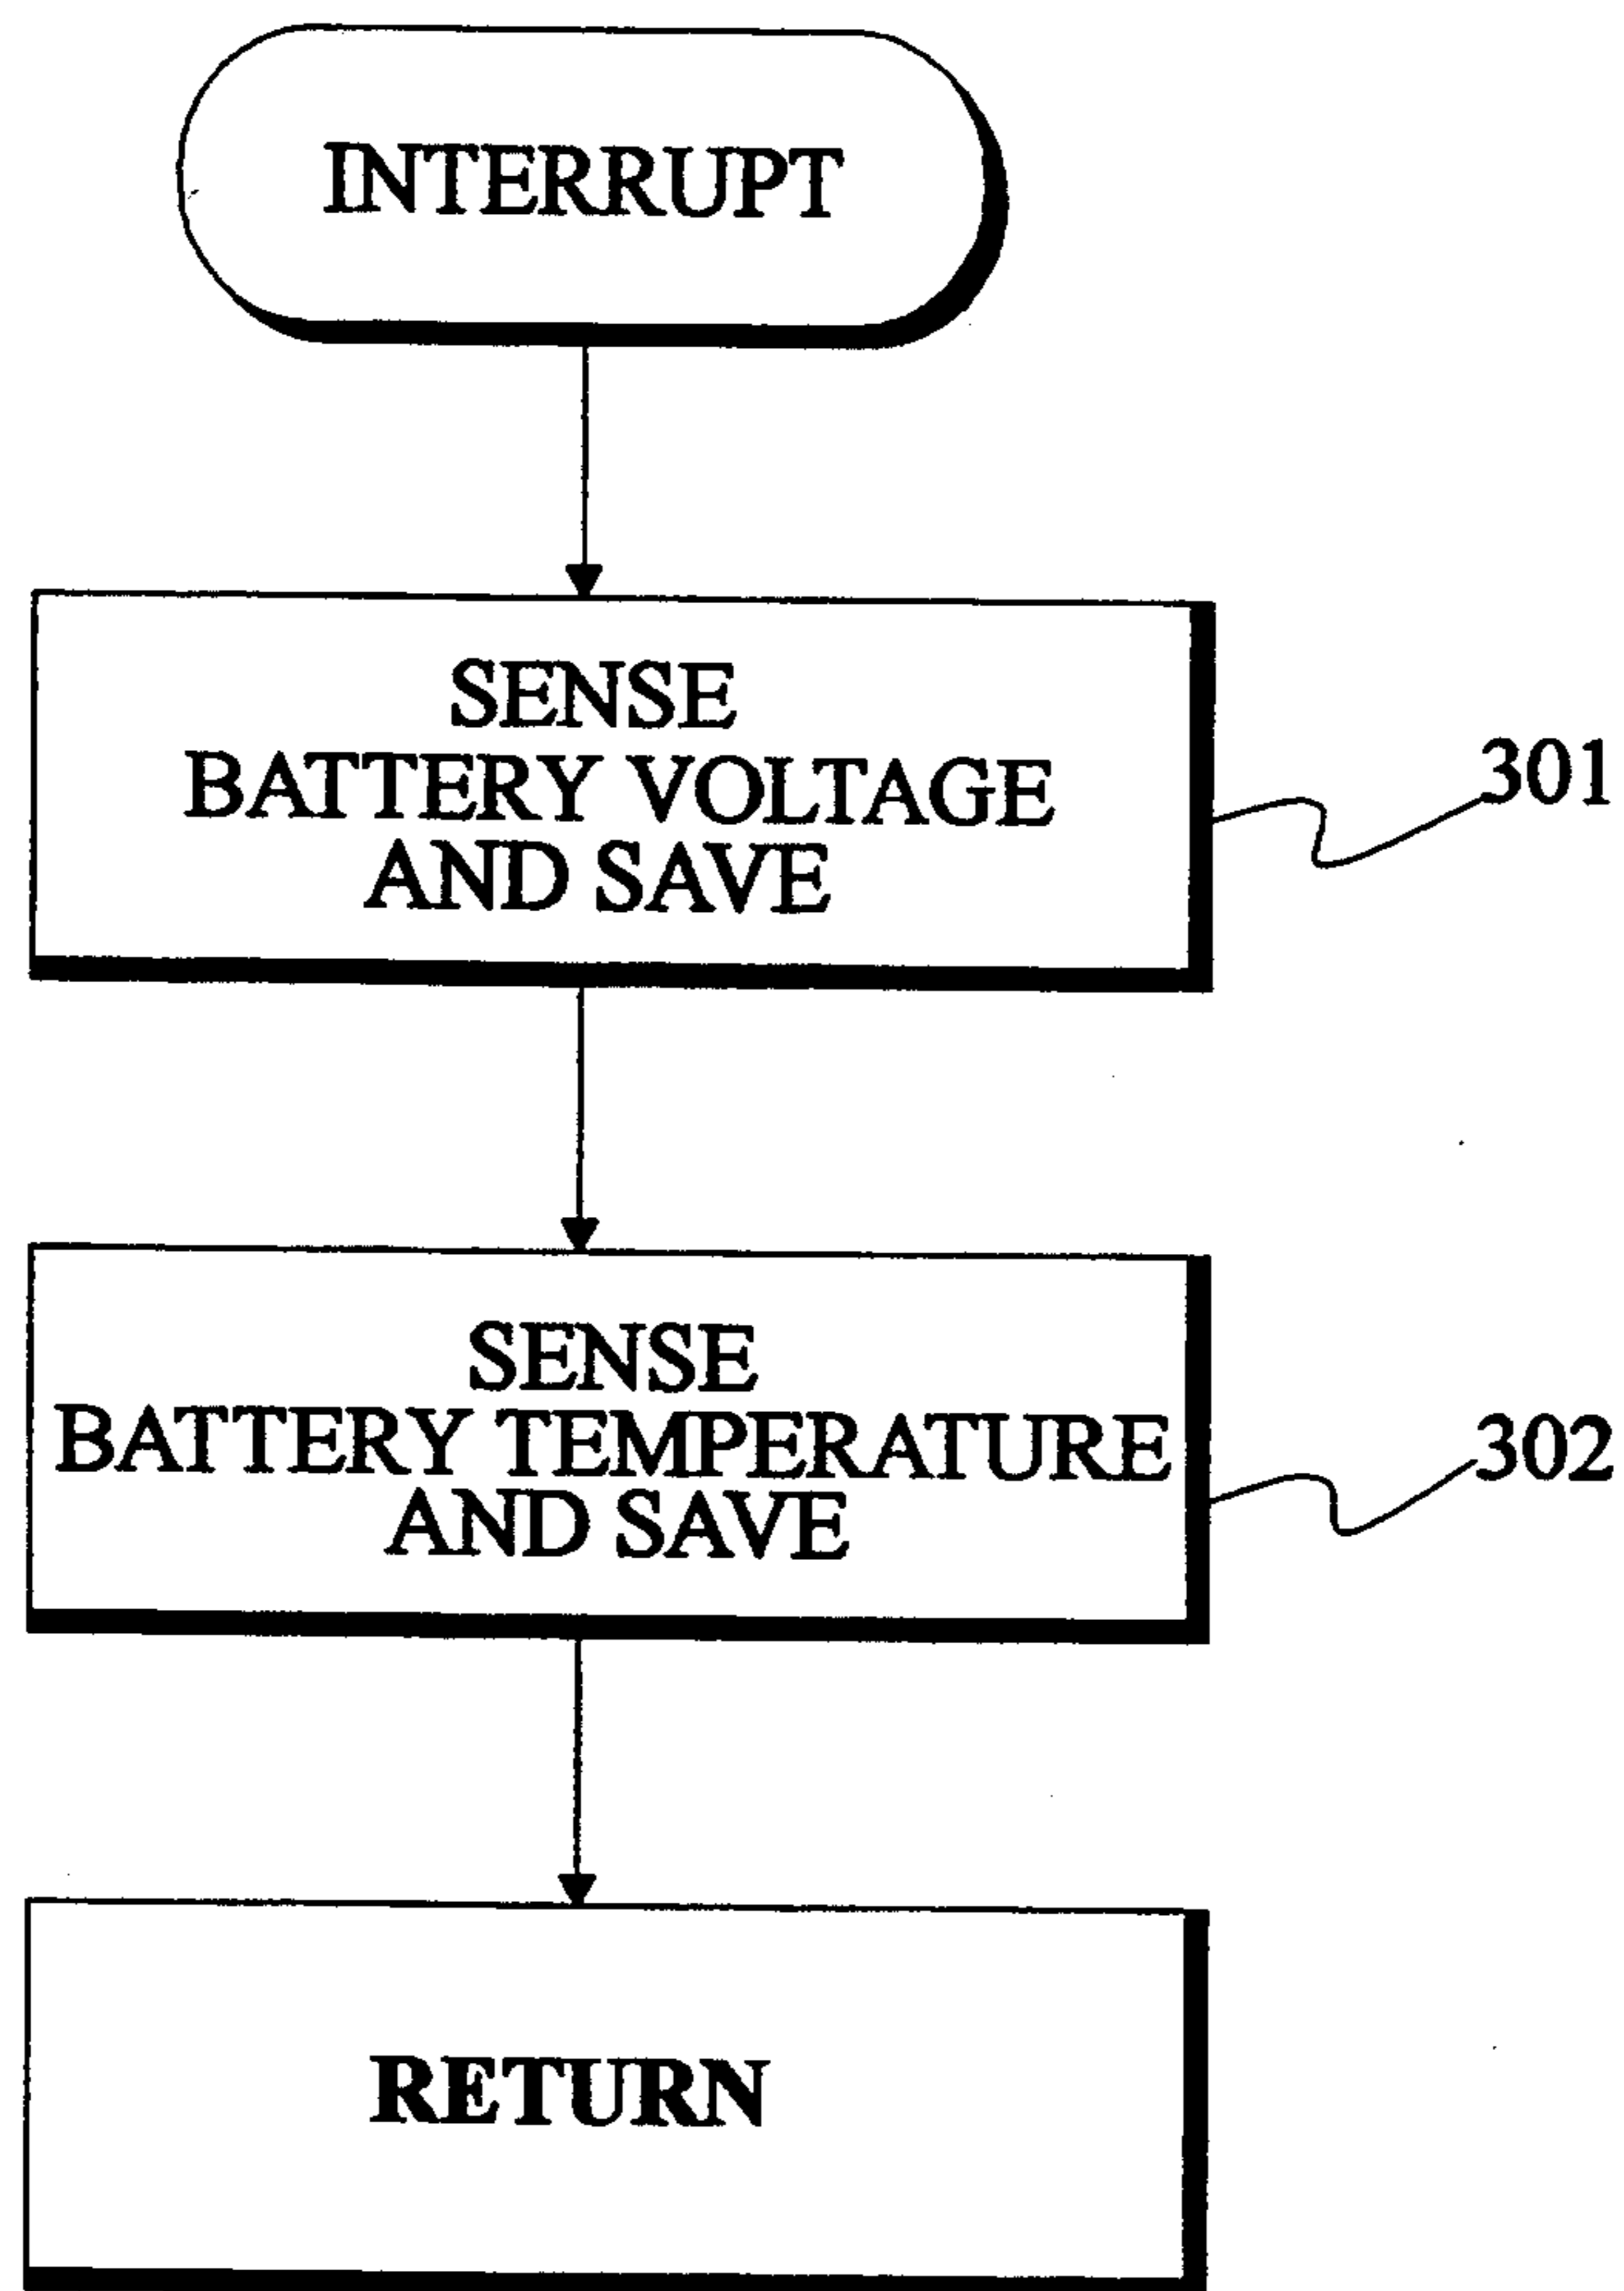 INTERRUPT
SENSE
BATTERY VOLTAGE
AND SAVE
301
SENSE
BATTERY TEMPERATURE
AND SAVE
302
RETURN